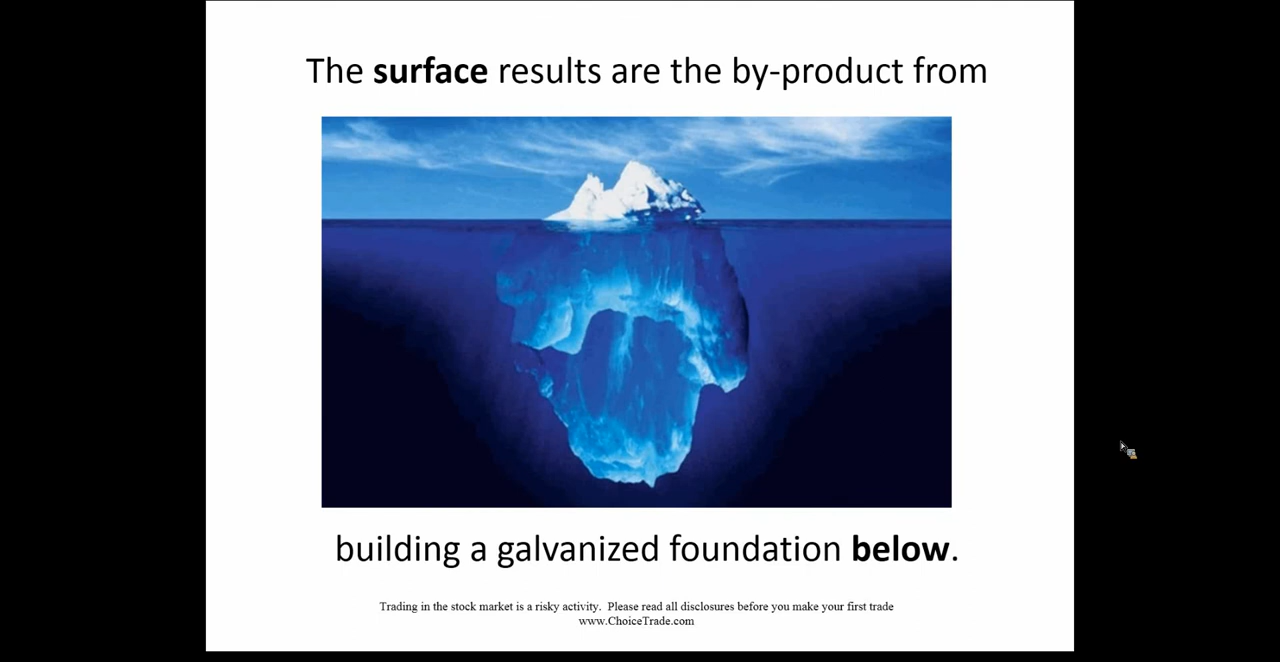 The surface results are the by-product from
building a galvanized foundation below.
Trading in the stock market is a risky activity.  Please read all disclosures before you make your first trade
www.ChoiceTrade.com